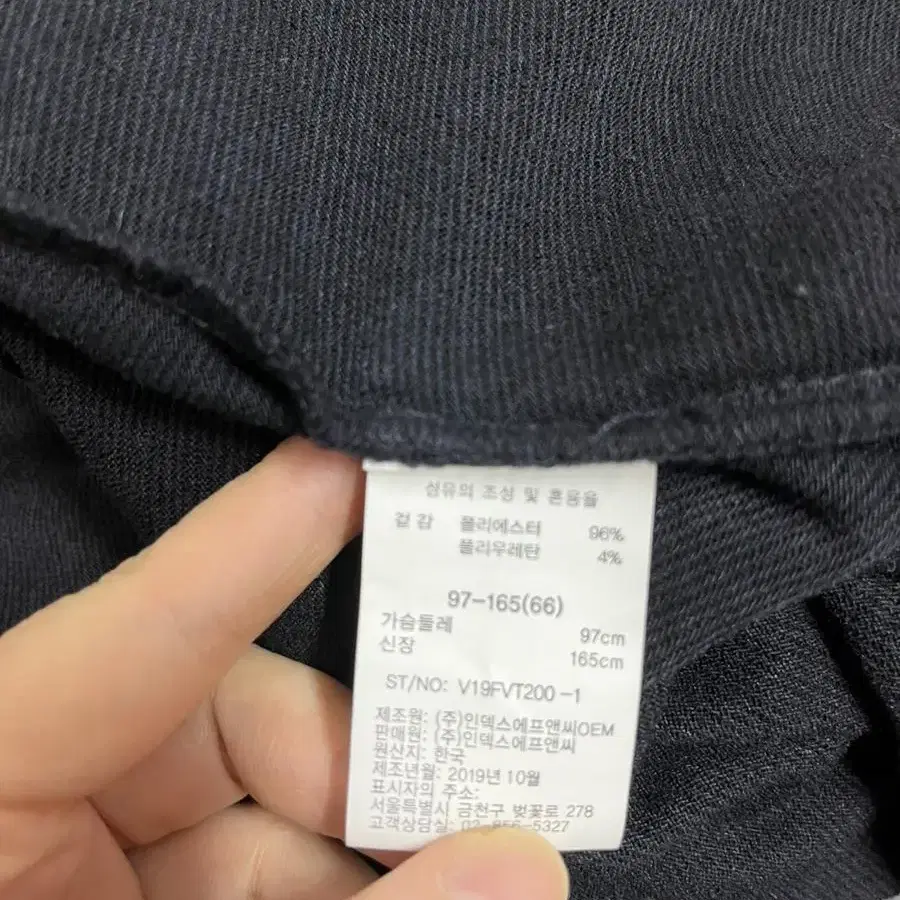 섬유의 조성 및 혼용율
겉 감 폴리에스터 96%
폴리우레탄 4%
97-165(66)
가슴둘레 97cm
신장 165cm
ST/NO: V19FVT200-1
제조원: (주)인덱스에프앤씨OEM
판매원: (주)인덱스에프앤씨
원산지: 한국
제조년월: 2019년 10월
표시자의 주소:
서울특별시 금천구 벚꽃로 278
고객상담실: 02-856-5327